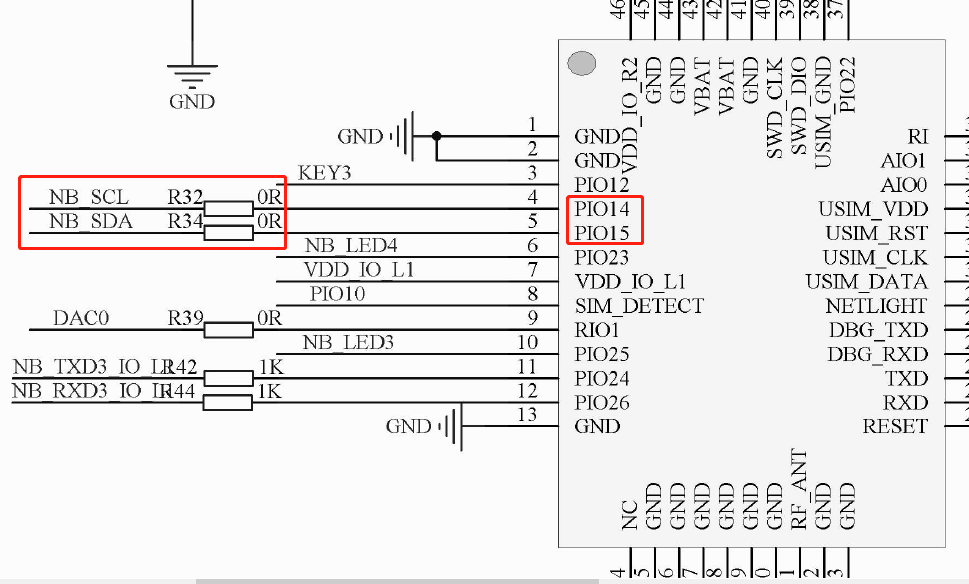 46 45 44 43 42 41 40 39 38 37
VDD_IO_R2 GND GND VBAT VBAT GND SWD_CLK SWD_DIO USIM_GND PIO22
GND
GND 1 GND RI
2 GND AIO1
KEY3 3 PIO12 AIO0
NB_SCL R32 0R 4 PIO14 USIM_VDD
NB_SDA R34 0R 5 PIO15 USIM_RST
NB_LED4 6 PIO23 USIM_CLK
VDD_IO_L1 7 VDD_IO_L1 USIM_DATA
PIO10 8 SIM_DETECT NETLIGHT
DAC0 R39 0R 9 RIO1 DBG_TXD
NB_LED3 10 PIO25 DBG_RXD
R42 1K 11 PIO24 TXD
R44 1K 12 PIO26 RXD
GND 13 GND RESET
NC GND GND GND GND GND GND RF_ANT GND GND
4 5 6 7 8 9 0 1 2 3